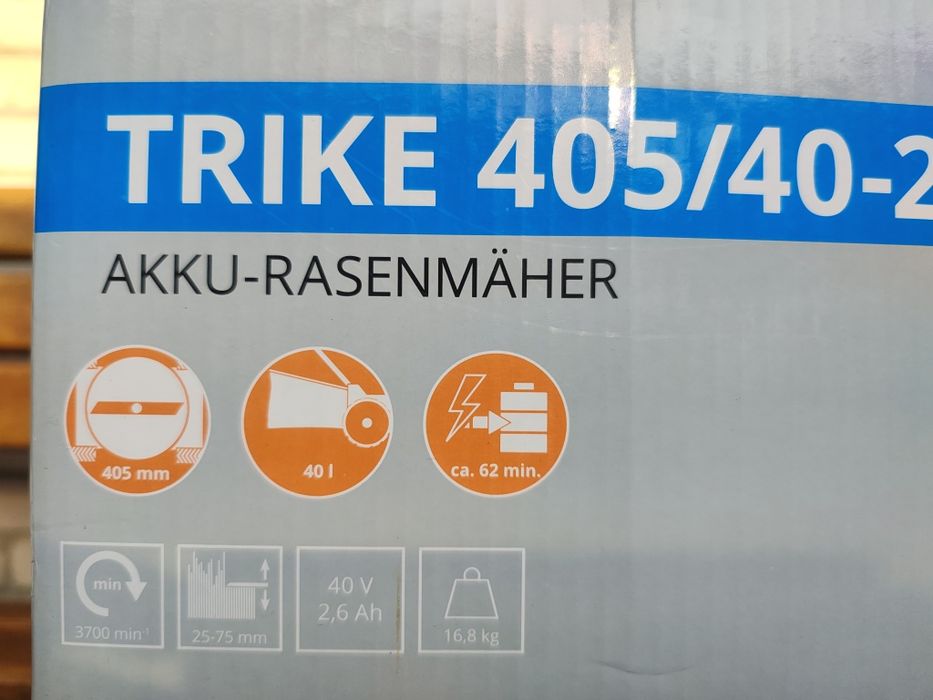 TRIKE 405/40-2
AKKU-RASENMÄHER
405 mm
40 l
ca. 62 min.
min
3700 min⁻¹
25-75 mm
40 V
2,6 Ah
16,8 kg